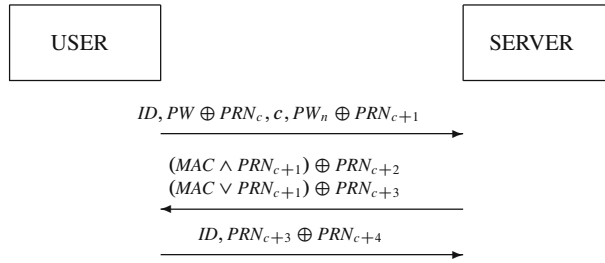 USER
SERVER
ID, PW ⊕ PRN_c, c, PW_n ⊕ PRN_{c+1}
(MAC ∧ PRN_{c+1}) ⊕ PRN_{c+2}
(MAC ∨ PRN_{c+1}) ⊕ PRN_{c+3}
ID, PRN_{c+3} ⊕ PRN_{c+4}